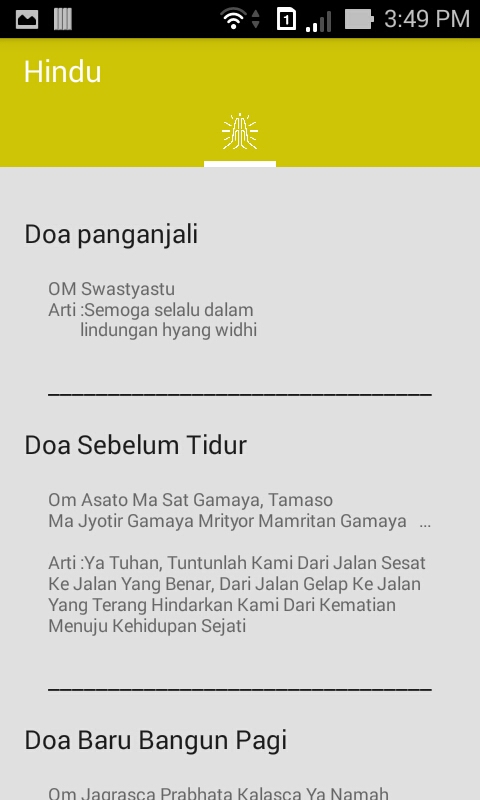 1
3:49 PM
Hindu
Doa panganjali
OM Swastyastu
Arti :Semoga selalu dalam
lindungan hyang widhi
Doa Sebelum Tidur
Om Asato Ma Sat Gamaya, Tamaso
Ma Jyotir Gamaya Mrityor Mamritan Gamaya ...
Arti :Ya Tuhan, Tuntunlah Kami Dari Jalan Sesat
Ke Jalan Yang Benar, Dari Jalan Gelap Ke Jalan
Yang Terang Hindarkan Kami Dari Kematian
Menuju Kehidupan Sejati
Doa Baru Bangun Pagi
Om Jagrasca Prabhata Kalasca Ya Namah